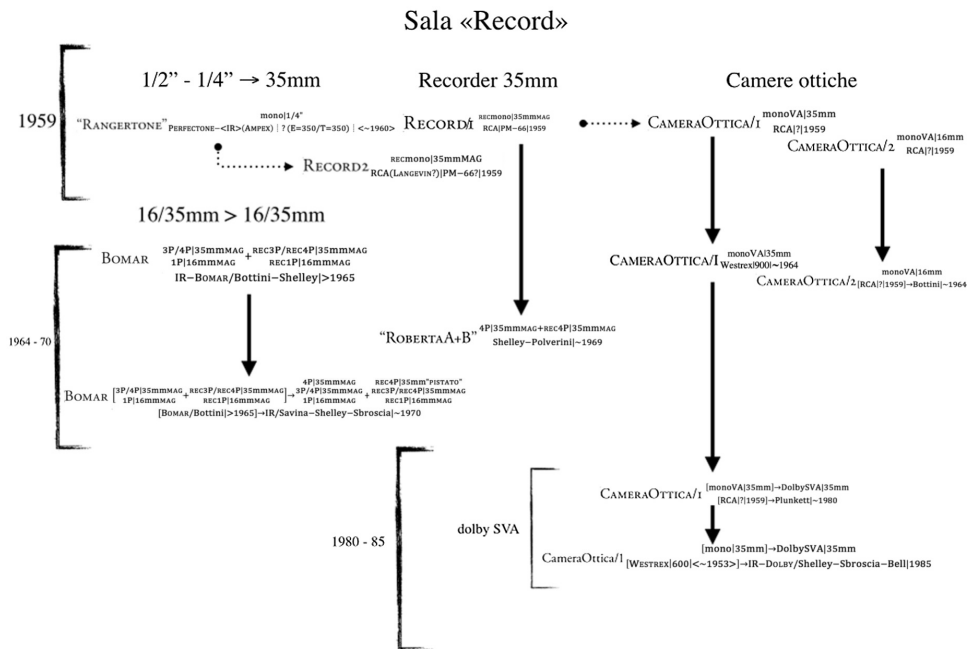 Sala «Record»
1/2” - 1/4” → 35mm
Recorder 35mm
Camere ottiche
1959
“Rangertone” mono|1/4"
Perfectone-<IR>(Ampex) | ? (E=350/T=350) | <~1960>
Record/1 recmono|35mmMAG
RCA|PM-66|1959
CameraOttica/1 monoVA|35mm
RCA|?|1959
CameraOttica/2 monoVA|16mm
RCA|?|1959
Record2 recmono|35mmMAG
RCA(Langevin?)|PM-66?|1959
16/35mm > 16/35mm
Bomar 3P/4P|35mmMAG + rec3P/rec4P|35mmMAG
1P|16mmMAG rec1P|16mmMAG
IR-Bomar/Bottini-Shelley|>1965
CameraOttica/1 monoVA|35mm
Westrex|900|~1964
CameraOttica/2 monoVA|16mm
[RCA|?|1959]→Bottini|~1964
1964 - 70
“RobertaA+B” 4P|35mmMAG+rec4P|35mmMAG
Shelley-Polverini|~1969
4P|35mmMAG rec4P|35mm"pistato"
Bomar [3P/4P|35mmMAG + rec3P/rec4P|35mmMAG] → 3P/4P|35mmMAG + rec3P/rec4P|35mmMAG
1P|16mmMAG rec1P|16mmMAG 1P|16mmMAG rec1P|16mmMAG
[Bomar/Bottini|>1965]→IR/Savina-Shelley-Sbroscia|~1970
CameraOttica/1 [monoVA|35mm]→DolbySVA|35mm
[RCA|?|1959]→Plunkett|~1980
dolby SVA
1980 - 85
CameraOttica/1 [mono|35mm]→DolbySVA|35mm
[Westrex|600|<~1953>]→IR-Dolby/Shelley-Sbroscia-Bell|1985